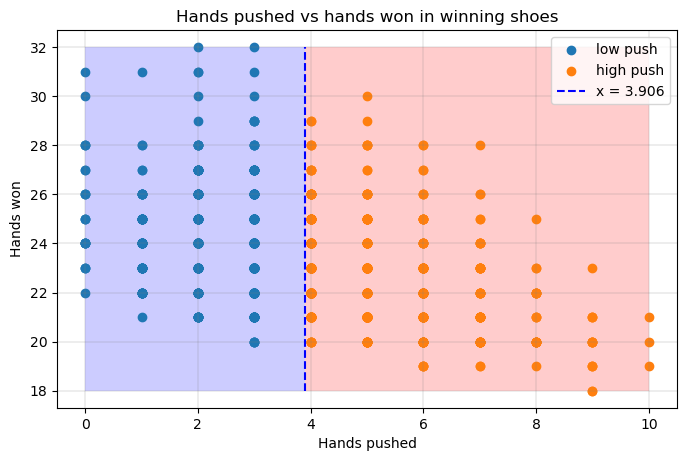 Hands pushed vs hands won in winning shoes
low push
high push
x = 3.906
Hands won
32
30
28
26
24
22
20
18
0 2 4 6 8 10
Hands pushed